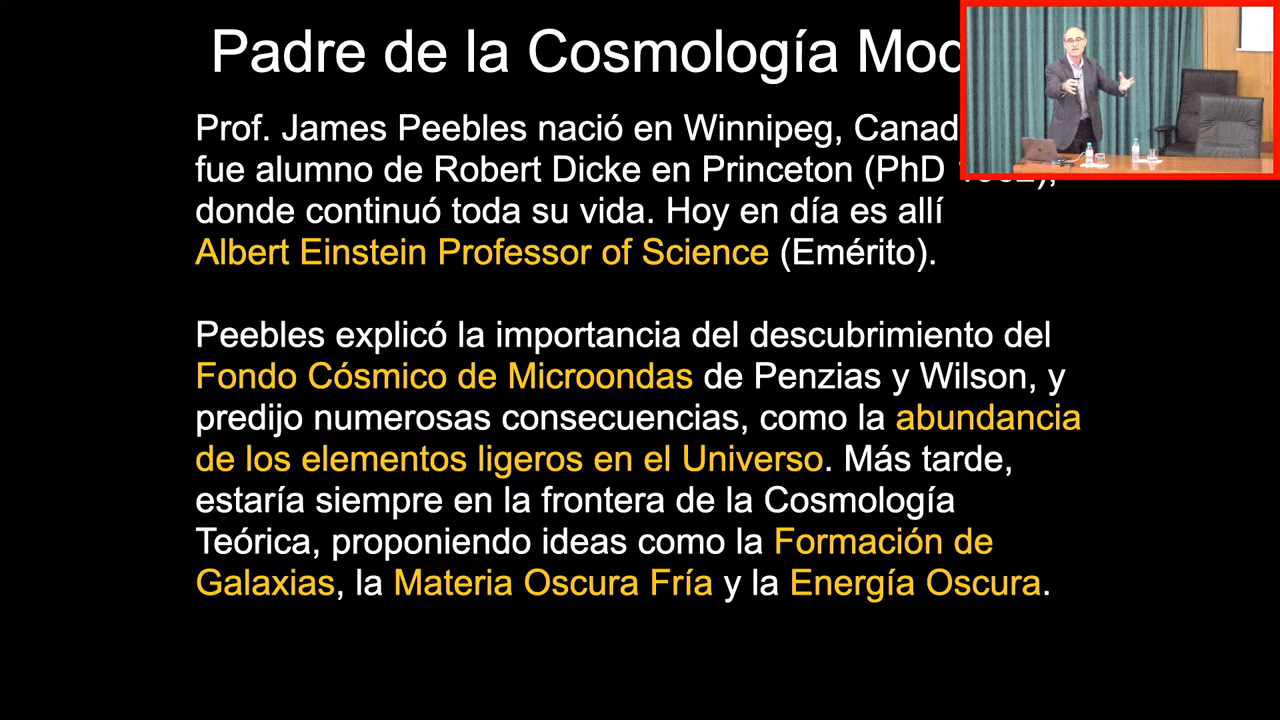 Padre de la Cosmología
Prof. James Peebles nació en Winnipeg,
fue alumno de Robert Dicke en Princeton (PhD
donde continuó toda su vida. Hoy en día es allí
Albert Einstein Professor of Science (Emérito).
Peebles explicó la importancia del descubrimiento del
Fondo Cósmico de Microondas de Penzias y Wilson, y
predijo numerosas consecuencias, como la abundancia
de los elementos ligeros en el Universo. Más tarde,
estaría siempre en la frontera de la Cosmología
Teórica, proponiendo ideas como la Formación de
Galaxias, la Materia Oscura Fría y la Energía Oscura.